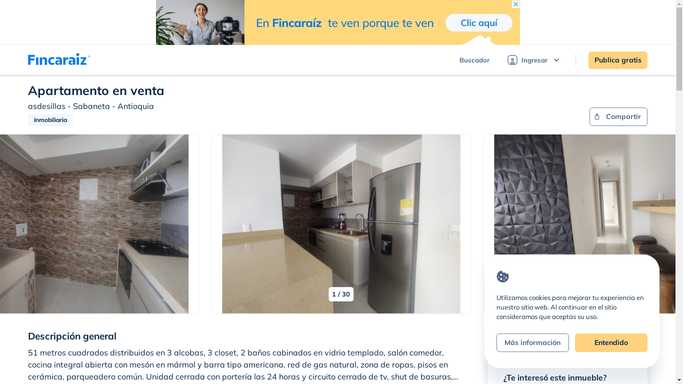 En Fincaraíz te ven porque te ven
Clic aquí
Fincaraiz
Buscador
Ingresar
Publica gratis
Apartamento en venta
asdesillas - Sabaneta - Antioquia
Inmobiliaria
Compartir
1 / 30
Utilizamos cookies para mejorar tu experiencia en
nuestro sitio web. Al continuar en el sitio
consideramos que aceptas su uso.
Más información
Entendido
Descripción general
51 metros cuadrados distribuidos en 3 alcobas, 3 closet, 2 baños cabinados en vidrio templado, salón comedor,
cocina integral abierta con mesón en mármol y barra tipo americana, red de gas natural, zona de ropas, pisos en
cerámica, parqueadero común. Unidad cerrada con portería las 24 horas y circuito cerrado de tv, shut de basuras,...
¿Te interesó este inmueble?